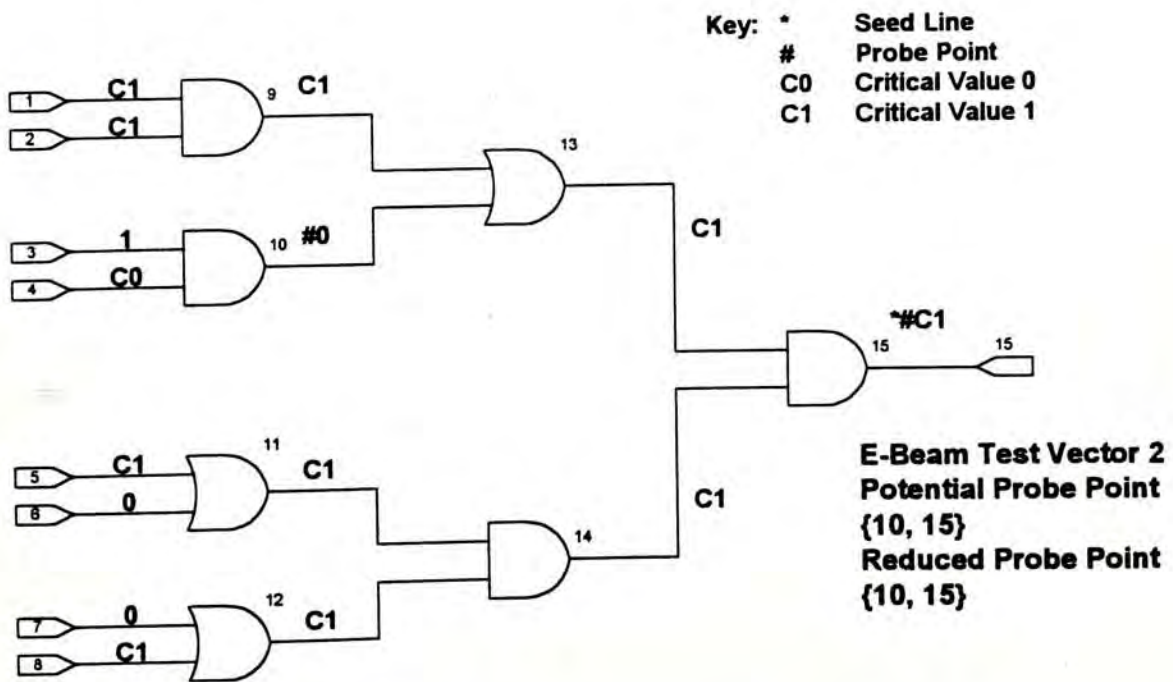 Key: * Seed Line
# Probe Point
C0 Critical Value 0
C1 Critical Value 1
1 C1 9 C1
2 C1
13
3 1 10 #0
4 C0
C1
*#C1
15 15
5 C1 11 C1
6 0
C1
14
7 0 12 C1
8 C1
E-Beam Test Vector 2
Potential Probe Point
{10, 15}
Reduced Probe Point
{10, 15}